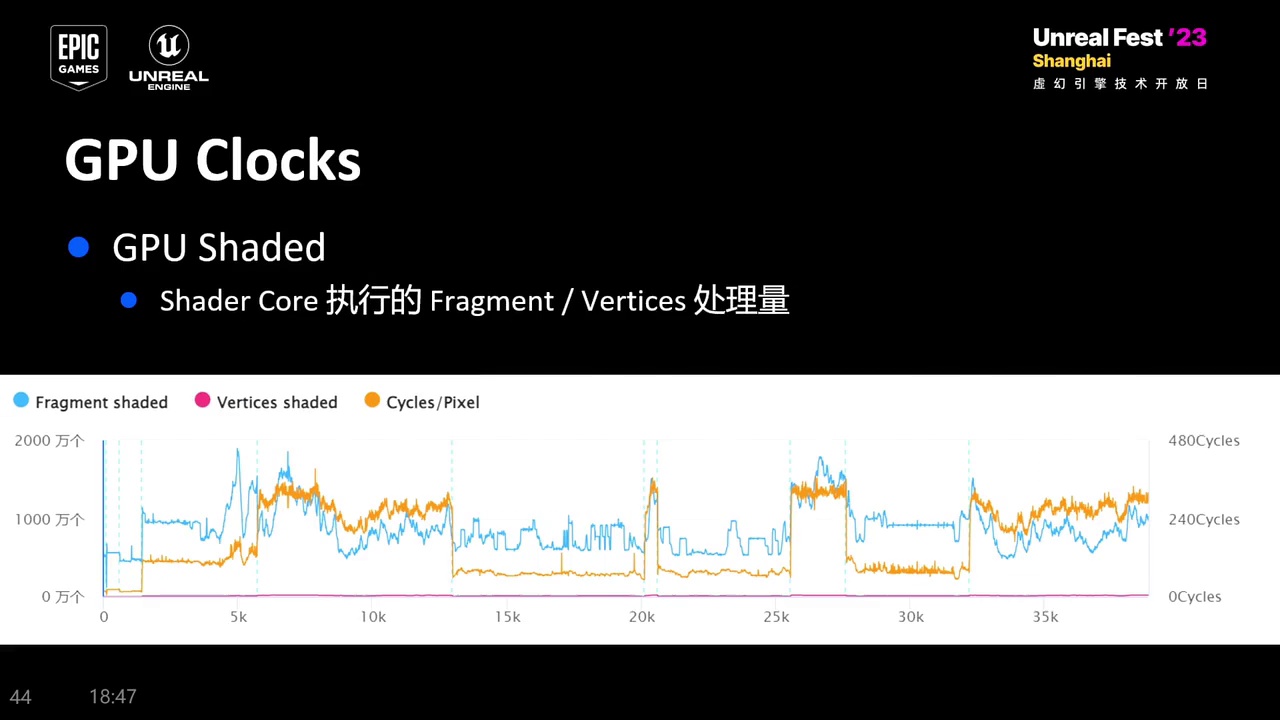 EPIC
GAMES
UNREAL
ENGINE
Unreal Fest '23
Shanghai
虚幻引擎技术开放日
GPU Clocks
GPU Shaded
Shader Core 执行的 Fragment / Vertices 处理量
Fragment shaded
Vertices shaded
Cycles/Pixel
2000 万个
480Cycles
1000 万个
240Cycles
0 万个
0Cycles
0
5k
10k
15k
20k
25k
30k
35k
44
18:47